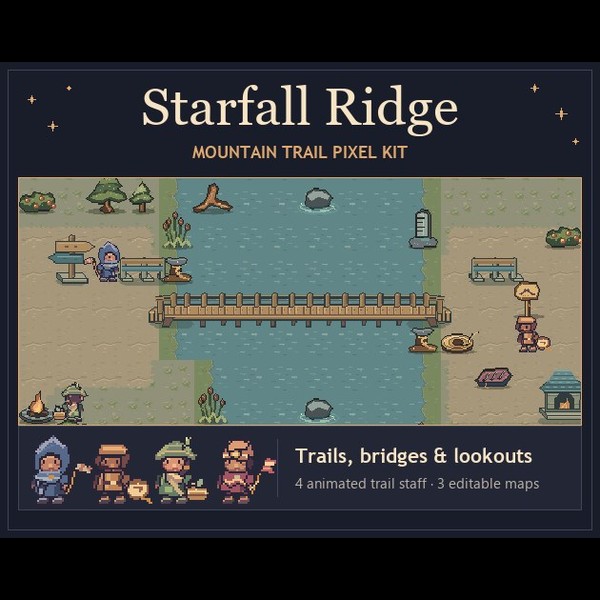 Starfall Ridge
MOUNTAIN TRAIL PIXEL KIT
Trails, bridges & lookouts
4 animated trail staff · 3 editable maps